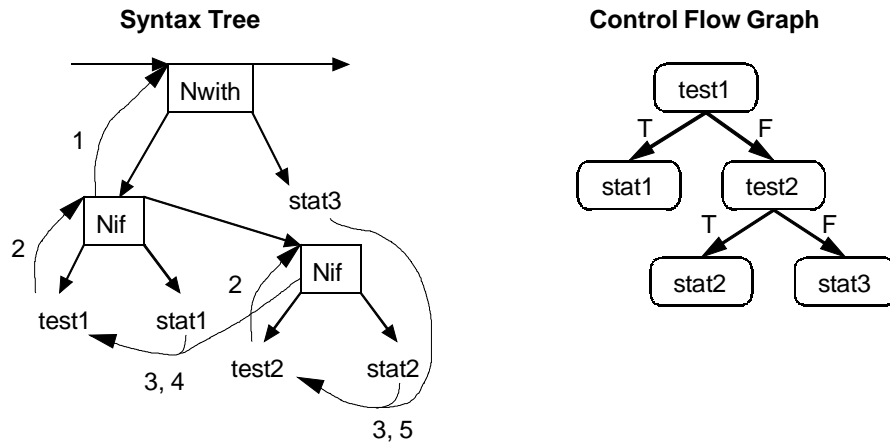 Syntax Tree
Control Flow Graph
Nwith
test1
1
T
F
stat1
test2
stat3
Nif
T
F
2
Nif
2
stat2
stat3
test1
stat1
test2
stat2
3, 4
3, 5